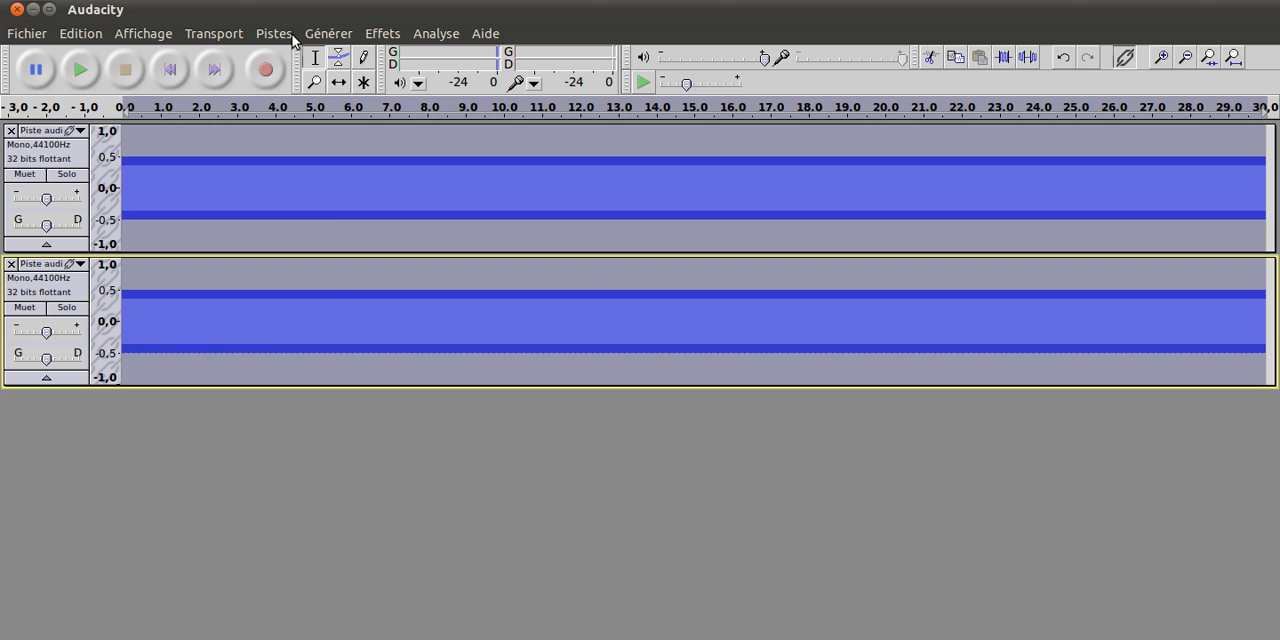 Audacity
Fichier Edition Affichage Transport Pistes Générer Effets Analyse Aide
G G
D D
-24 0 -24 0
- 3,0 - 2,0 - 1,0 0,0 1.0 2.0 3.0 4.0 5.0 6.0 7.0 8.0 9.0 10.0 11.0 12.0 13.0 14.0 15.0 16.0 17.0 18.0 19.0 20.0 21.0 22.0 23.0 24.0 25.0 26.0 27.0 28.0 29.0 30,0
Piste audi 1,0
Mono,44100Hz
32 bits flottant 0,5
Muet Solo
- + 0,0
G D -0,5
-1,0
Piste audi 1,0
Mono,44100Hz
32 bits flottant 0,5
Muet Solo
- + 0,0
G D -0,5
-1,0